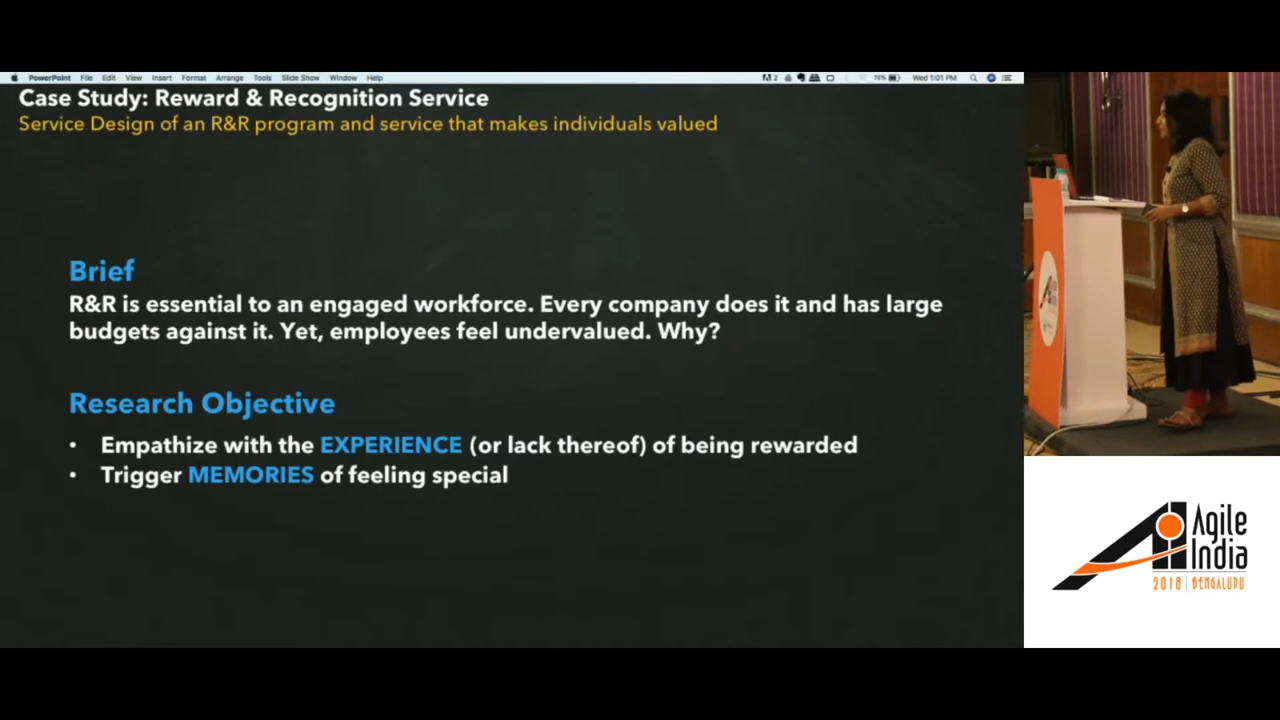 PowerPoint File Edit View Insert Format Arrange Tools Slide Show Window Help
2 74% Wed 1:01 PM
Case Study: Reward & Recognition Service
Service Design of an R&R program and service that makes individuals valued
Brief
R&R is essential to an engaged workforce. Every company does it and has large
budgets against it. Yet, employees feel undervalued. Why?
Research Objective
• Empathize with the EXPERIENCE (or lack thereof) of being rewarded
• Trigger MEMORIES of feeling special
Agile
India
2018 | BENGALURU